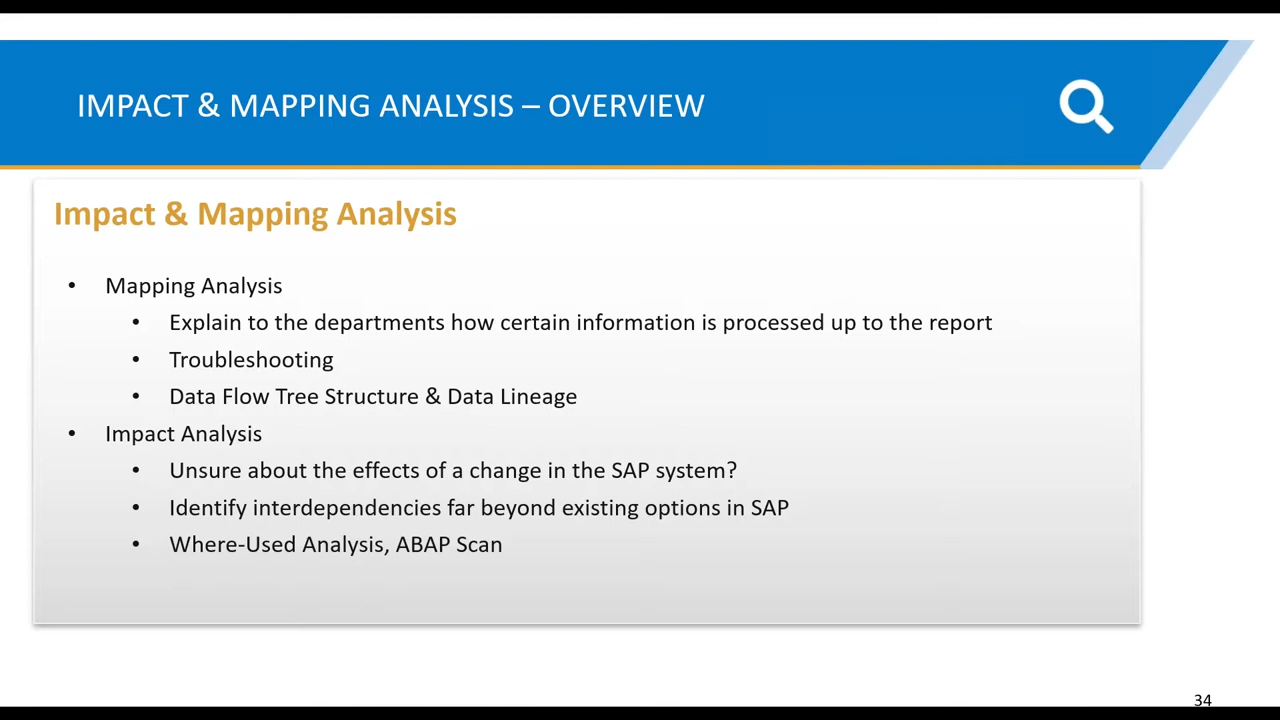 IMPACT & MAPPING ANALYSIS – OVERVIEW
Impact & Mapping Analysis
• Mapping Analysis
• Explain to the departments how certain information is processed up to the report
• Troubleshooting
• Data Flow Tree Structure & Data Lineage
• Impact Analysis
• Unsure about the effects of a change in the SAP system?
• Identify interdependencies far beyond existing options in SAP
• Where-Used Analysis, ABAP Scan
34